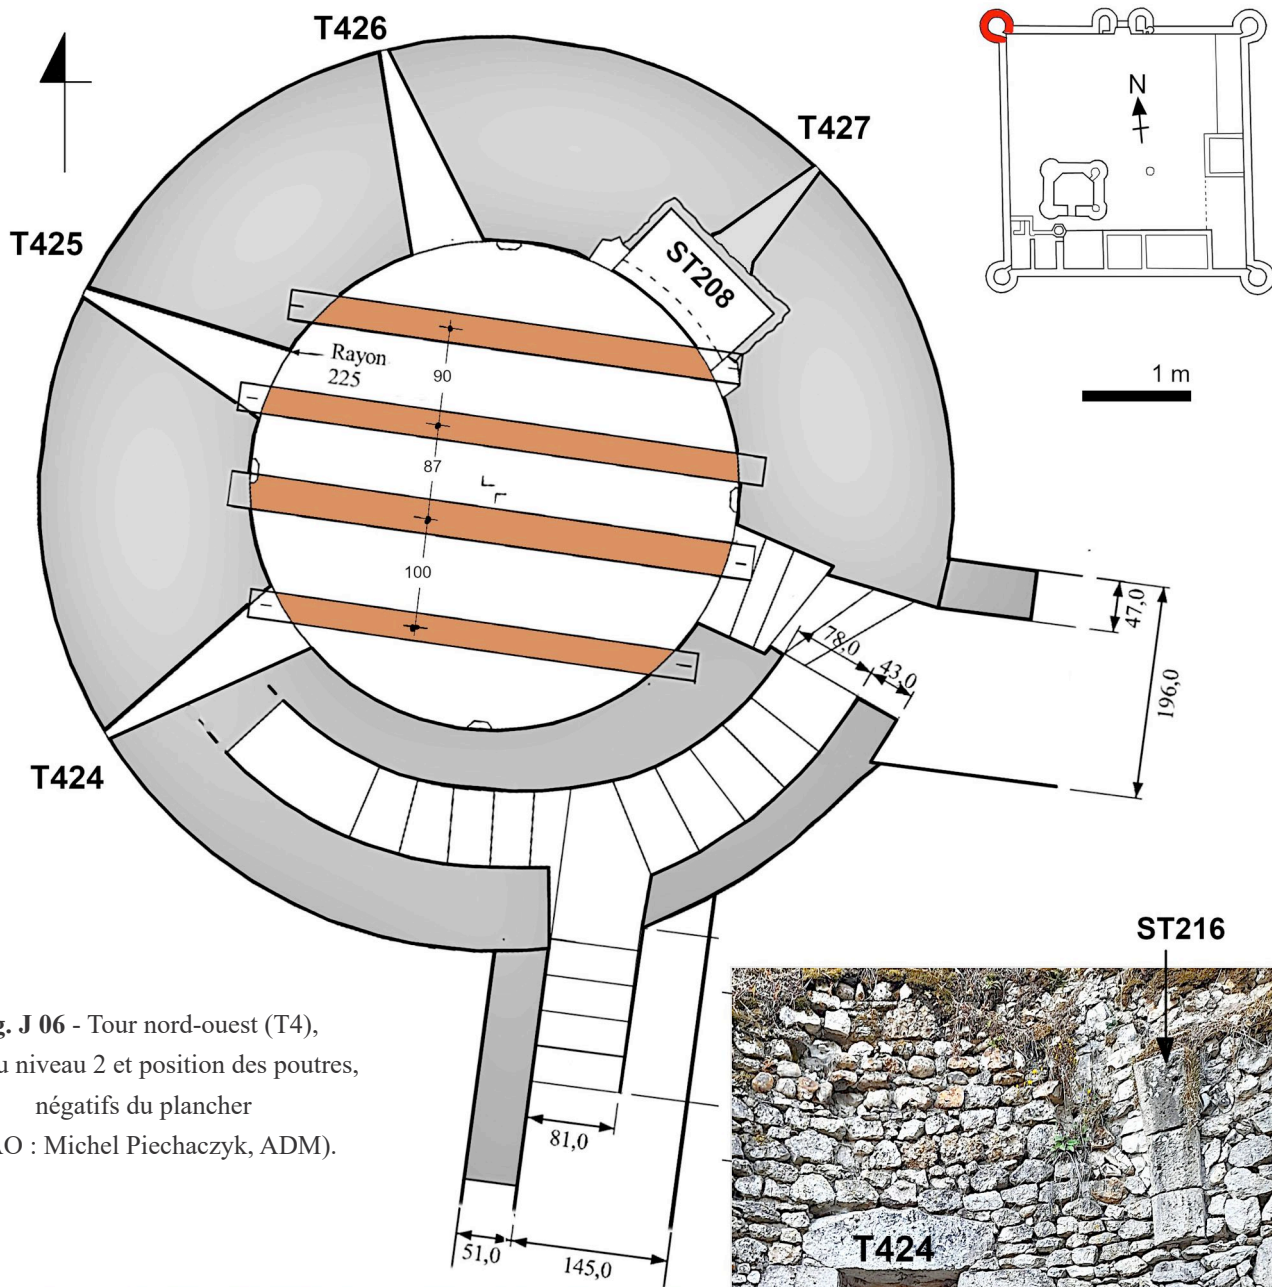 T426
N
T427
T425
ST208
Rayon
225
90
1 m
87
100
47,0
78,0
43,0
196,0
T424
ST216
g. J 06 - Tour nord-ouest (T4),
u niveau 2 et position des poutres,
négatifs du plancher
AO : Michel Piechaczyk, ADM).
81,0
T424
51,0
145,0